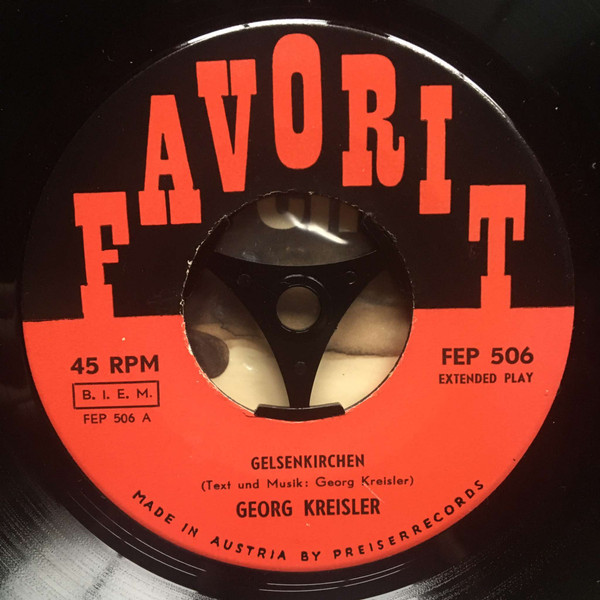 FAVORIT
45 RPM
B. I. E. M.
FEP 506 A
FEP 506
EXTENDED PLAY
GELSENKIRCHEN
(Text und Musik: Georg Kreisler)
GEORG KREISLER
MADE IN AUSTRIA BY PREISERRECORDS